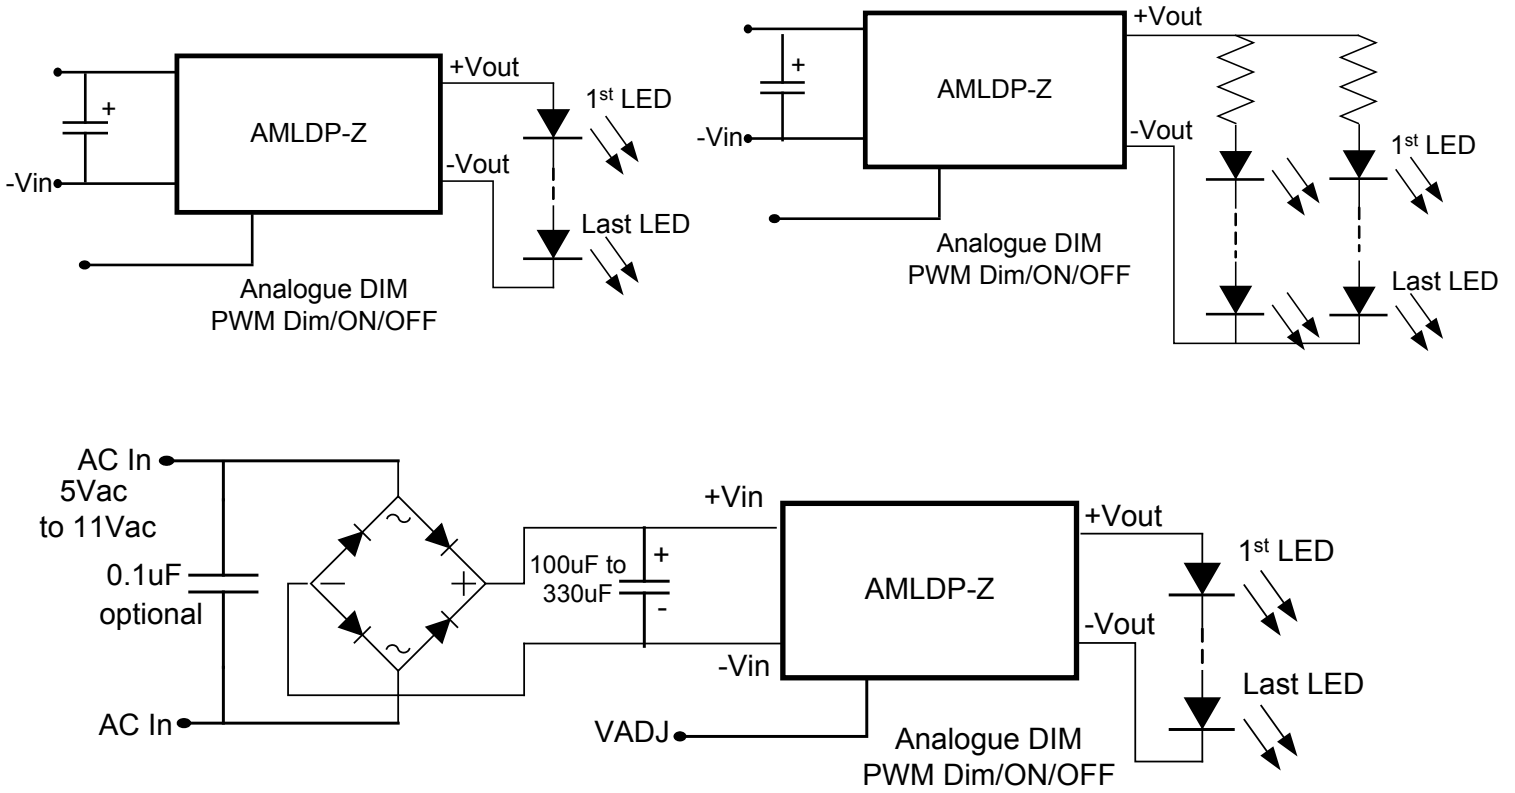 +Vout
1st LED
+
AMLDP-Z
-Vout
-Vin
Last LED
Analogue DIM
PWM Dim/ON/OFF
+Vout
+
AMLDP-Z
-Vin
-Vout
1st LED
Analogue DIM
PWM Dim/ON/OFF
Last LED
AC In
5Vac
to 11Vac
0.1uF
optional
AC In
+Vin
100uF to
330uF
+
-
-Vin
AMLDP-Z
+Vout
1st LED
-Vout
Last LED
VADJ
Analogue DIM
PWM Dim/ON/OFF